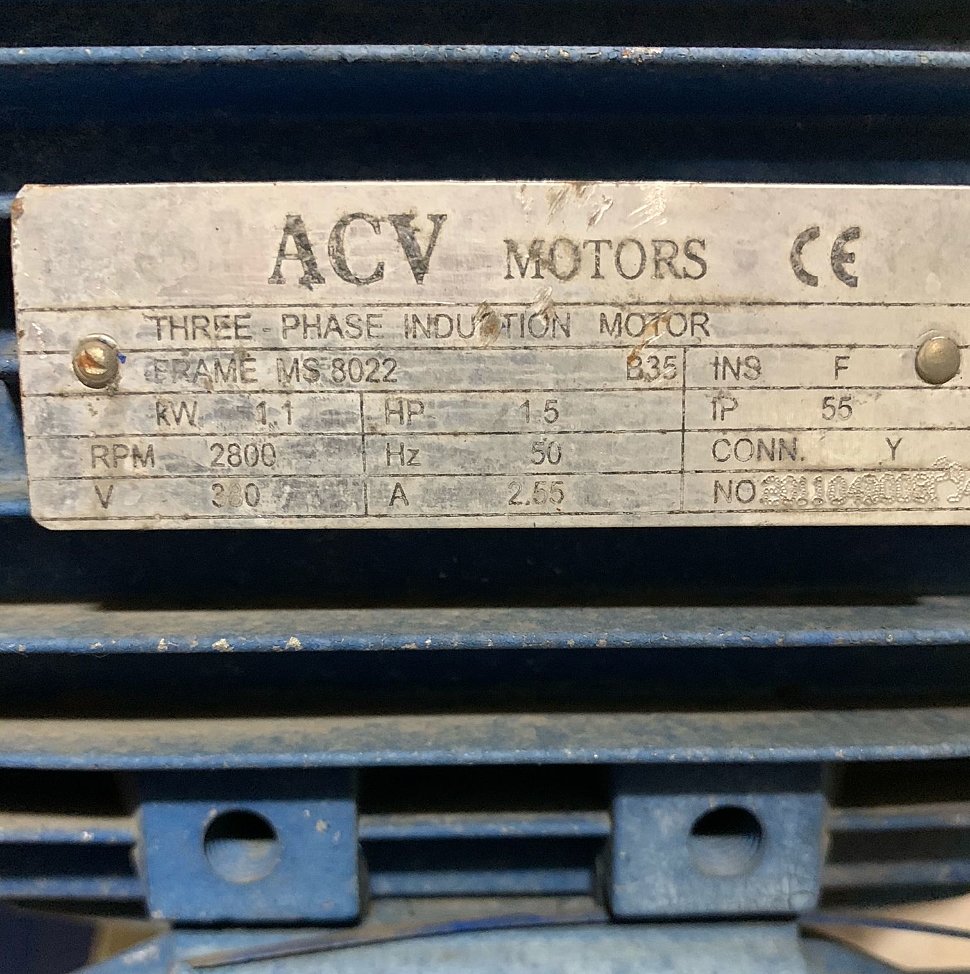 ACV MOTORS CE
THREE - PHASE INDUCTION MOTOR
FRAME MS 8022 B35 INS F
kW 1.1 HP 1.5 IP 55
RPM 2800 Hz 50 CONN. Y
V 380 A 2.55 NO